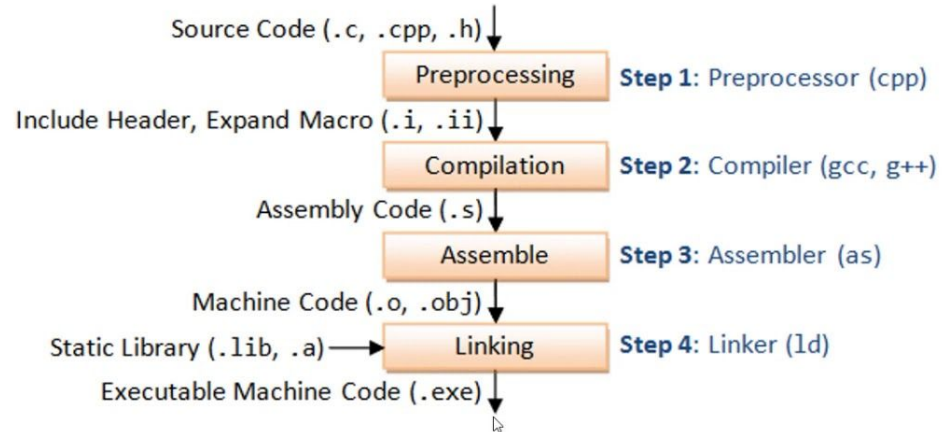 Source Code (.c, .cpp, .h)
Preprocessing
Step 1: Preprocessor (cpp)
Include Header, Expand Macro (.i, .ii)
Compilation
Step 2: Compiler (gcc, g++)
Assembly Code (.s)
Assemble
Step 3: Assembler (as)
Machine Code (.o, .obj)
Static Library (.lib, .a)
Linking
Step 4: Linker (ld)
Executable Machine Code (.exe)